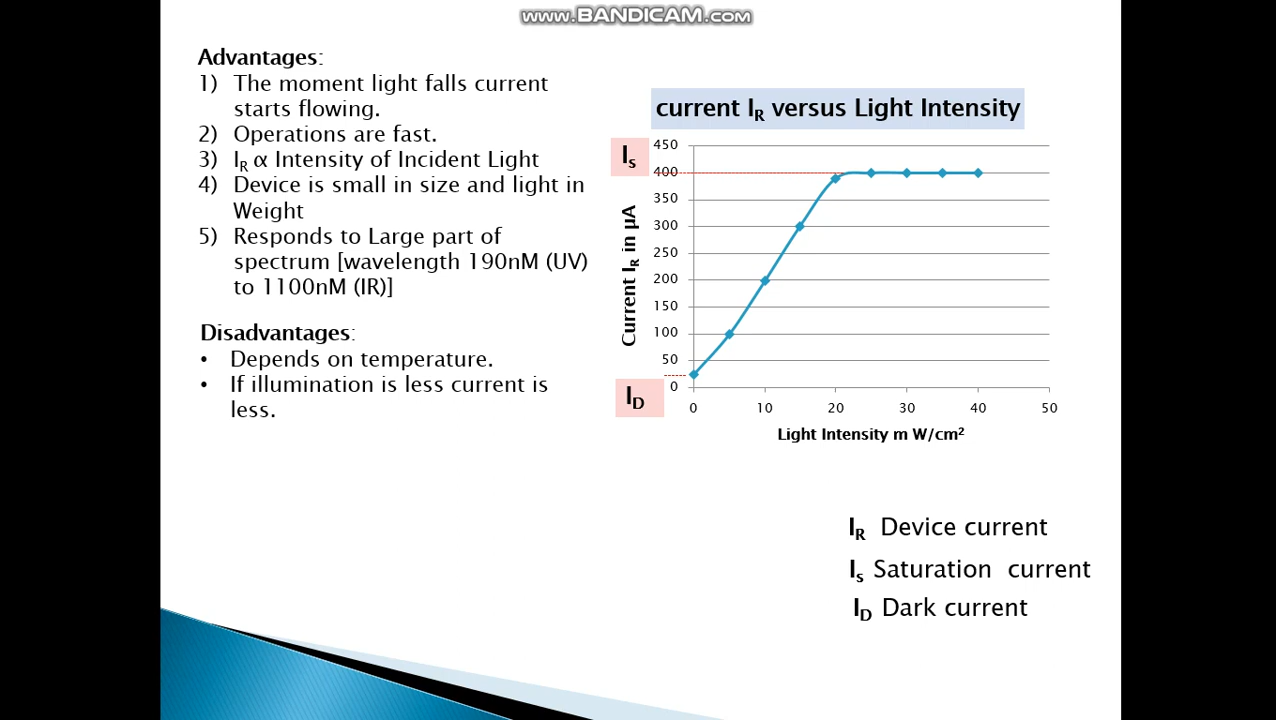 www.BANDICAM.com
Advantages:
1) The moment light falls current
starts flowing.
2) Operations are fast.
3) IR α Intensity of Incident Light
4) Device is small in size and light in
Weight
5) Responds to Large part of
spectrum [wavelength 190nM (UV)
to 1100nM (IR)]
Disadvantages:
• Depends on temperature.
• If illumination is less current is
less.
current IR versus Light Intensity
Is
450
400
350
300
250
200
150
100
50
0
Current IR in µA
ID
0 10 20 30 40 50
Light Intensity m W/cm²
IR Device current
Is Saturation current
ID Dark current